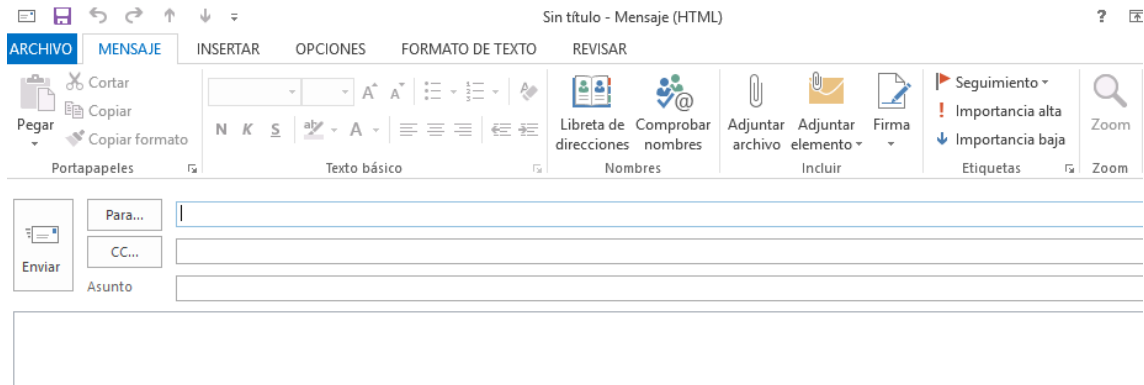 Sin título - Mensaje (HTML) ?
ARCHIVO MENSAJE INSERTAR OPCIONES FORMATO DE TEXTO REVISAR
Pegar
Cortar
Copiar
Copiar formato
Portapapeles
A A
N K S aby A
Texto básico
Libreta de direcciones
Comprobar nombres
Nombres
Adjuntar archivo
Adjuntar elemento
Firma
Incluir
Seguimiento
! Importancia alta
Importancia baja
Etiquetas
Zoom
Zoom
Enviar
Para...
CC...
Asunto